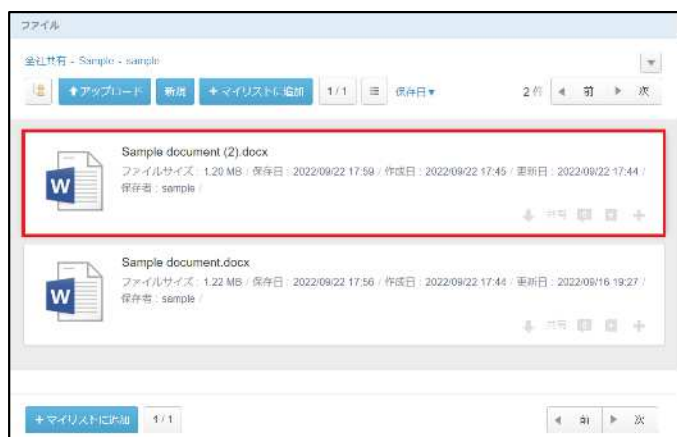 ファイル
全社共有 - Sample - sample
アップロード 新規 +マイリストに追加 1/1 保存日▼ 2件 ◀ 前 ▶ 次
Sample document (2).docx
ファイルサイズ : 1.20 MB / 保存日 : 2022/09/22 17:59 / 作成日 : 2022/09/22 17:45 / 更新日 : 2022/09/22 17:44 /
保存者 : sample /
共有
Sample document.docx
ファイルサイズ : 1.22 MB / 保存日 : 2022/09/22 17:56 / 作成日 : 2022/09/22 17:44 / 更新日 : 2022/09/16 19:27 /
保存者 : sample /
共有
+マイリストに追加 1/1 ◀ 前 ▶ 次